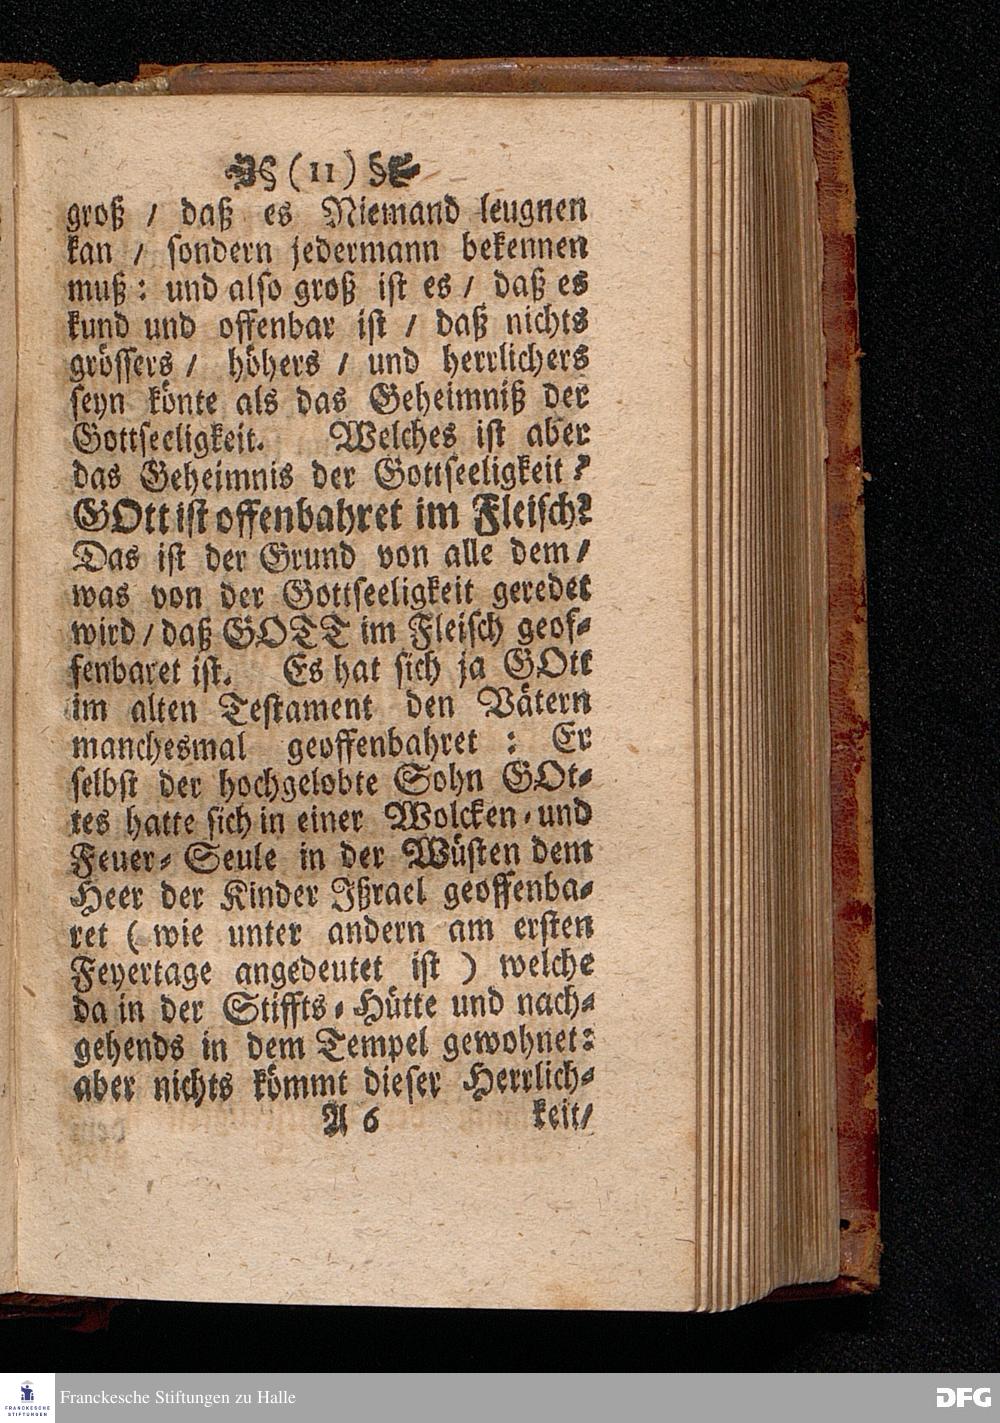 (11)
groß / daß es Niemand leugnen
kan / sondern jedermann bekennen
muß: und also groß ist es / daß es
kund und offenbar ist / daß nichts
grössers / höhers / und herrlichers
seyn könte als das Geheimniß der
Gottseeligkeit. Welches ist aber
das Geheimnis der Gottseeligkeit?
GOtt ist offenbahret im Fleisch?
Das ist der Grund von alle dem /
was von der Gottseeligkeit geredet
wird / daß GOTT im Fleisch geof-
fenbaret ist. Es hat sich ja GOtt
im alten Testament den Vätern
manchesmal geoffenbahret: Er
selbst der hochgelobte Sohn GOt-
tes hatte sich in einer Wolcken- und
Feuer- Seule in der Wüsten dem
Heer der Kinder Ißrael geoffenba-
ret (wie unter andern am ersten
Feyertage angedeutet ist) welche
da in der Stiffts- Hütte und nach-
gehends in dem Tempel gewohnet:
aber nichts kömmt dieser Herrlich-
A 6 keit /
FRANCKESCHE STIFTUNGEN
Franckesche Stiftungen zu Halle
DFG